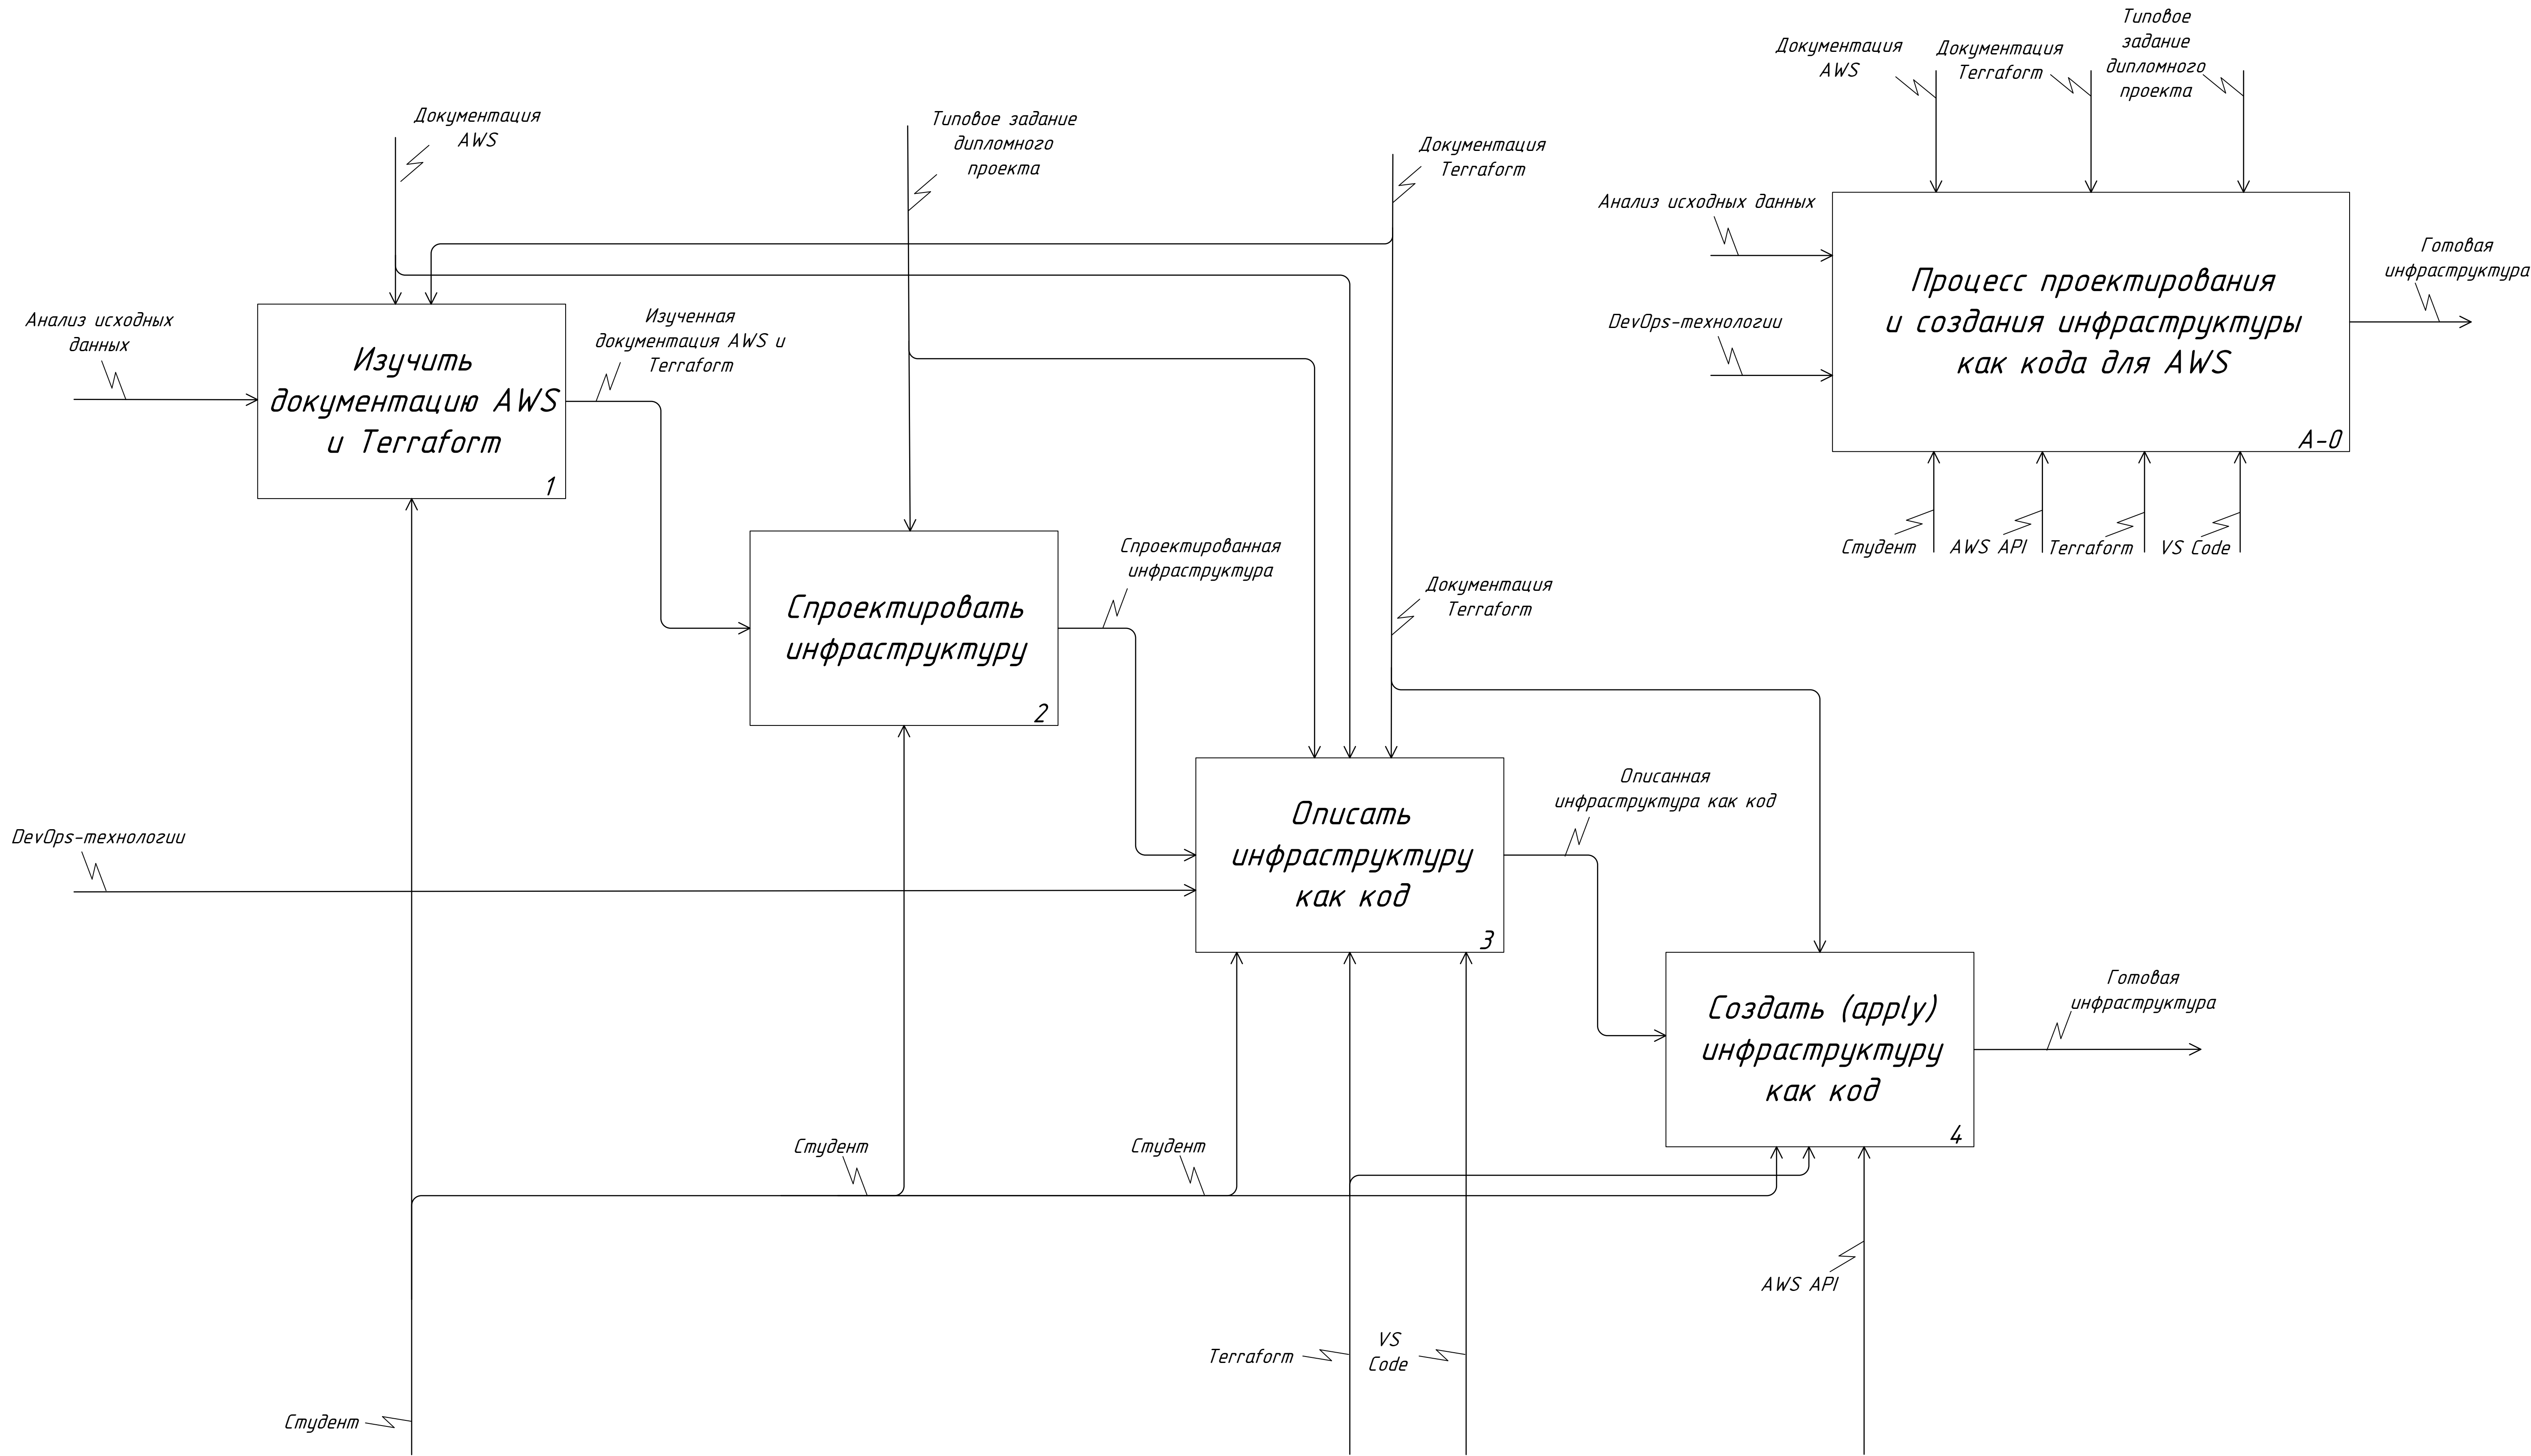 Документация
AWS
Типовое задание
дипломного
проекта
Документация
Terraform
Анализ исходных
данных
Изучить
документацию AWS
и Terraform
1
Изученная
документация AWS и
Terraform
Спроектировать
инфраструктуру
2
Спроектированная
инфраструктура
Документация
Terraform
DevOps-технологии
Описать
инфраструктуру
как код
3
Описанная
инфраструктура как код
Создать (apply)
инфраструктуру
как код
4
Готовая
инфраструктура
Студент
Студент
AWS API
Terraform
VS
Code
Студент
Документация
AWS
Документация
Terraform
Типовое
задание
дипломного
проекта
Анализ исходных данных
DevOps-технологии
Процесс проектирования
и создания инфраструктуры
как кода для AWS
A-0
Готовая
инфраструктура
Студент
AWS API
Terraform
VS Code